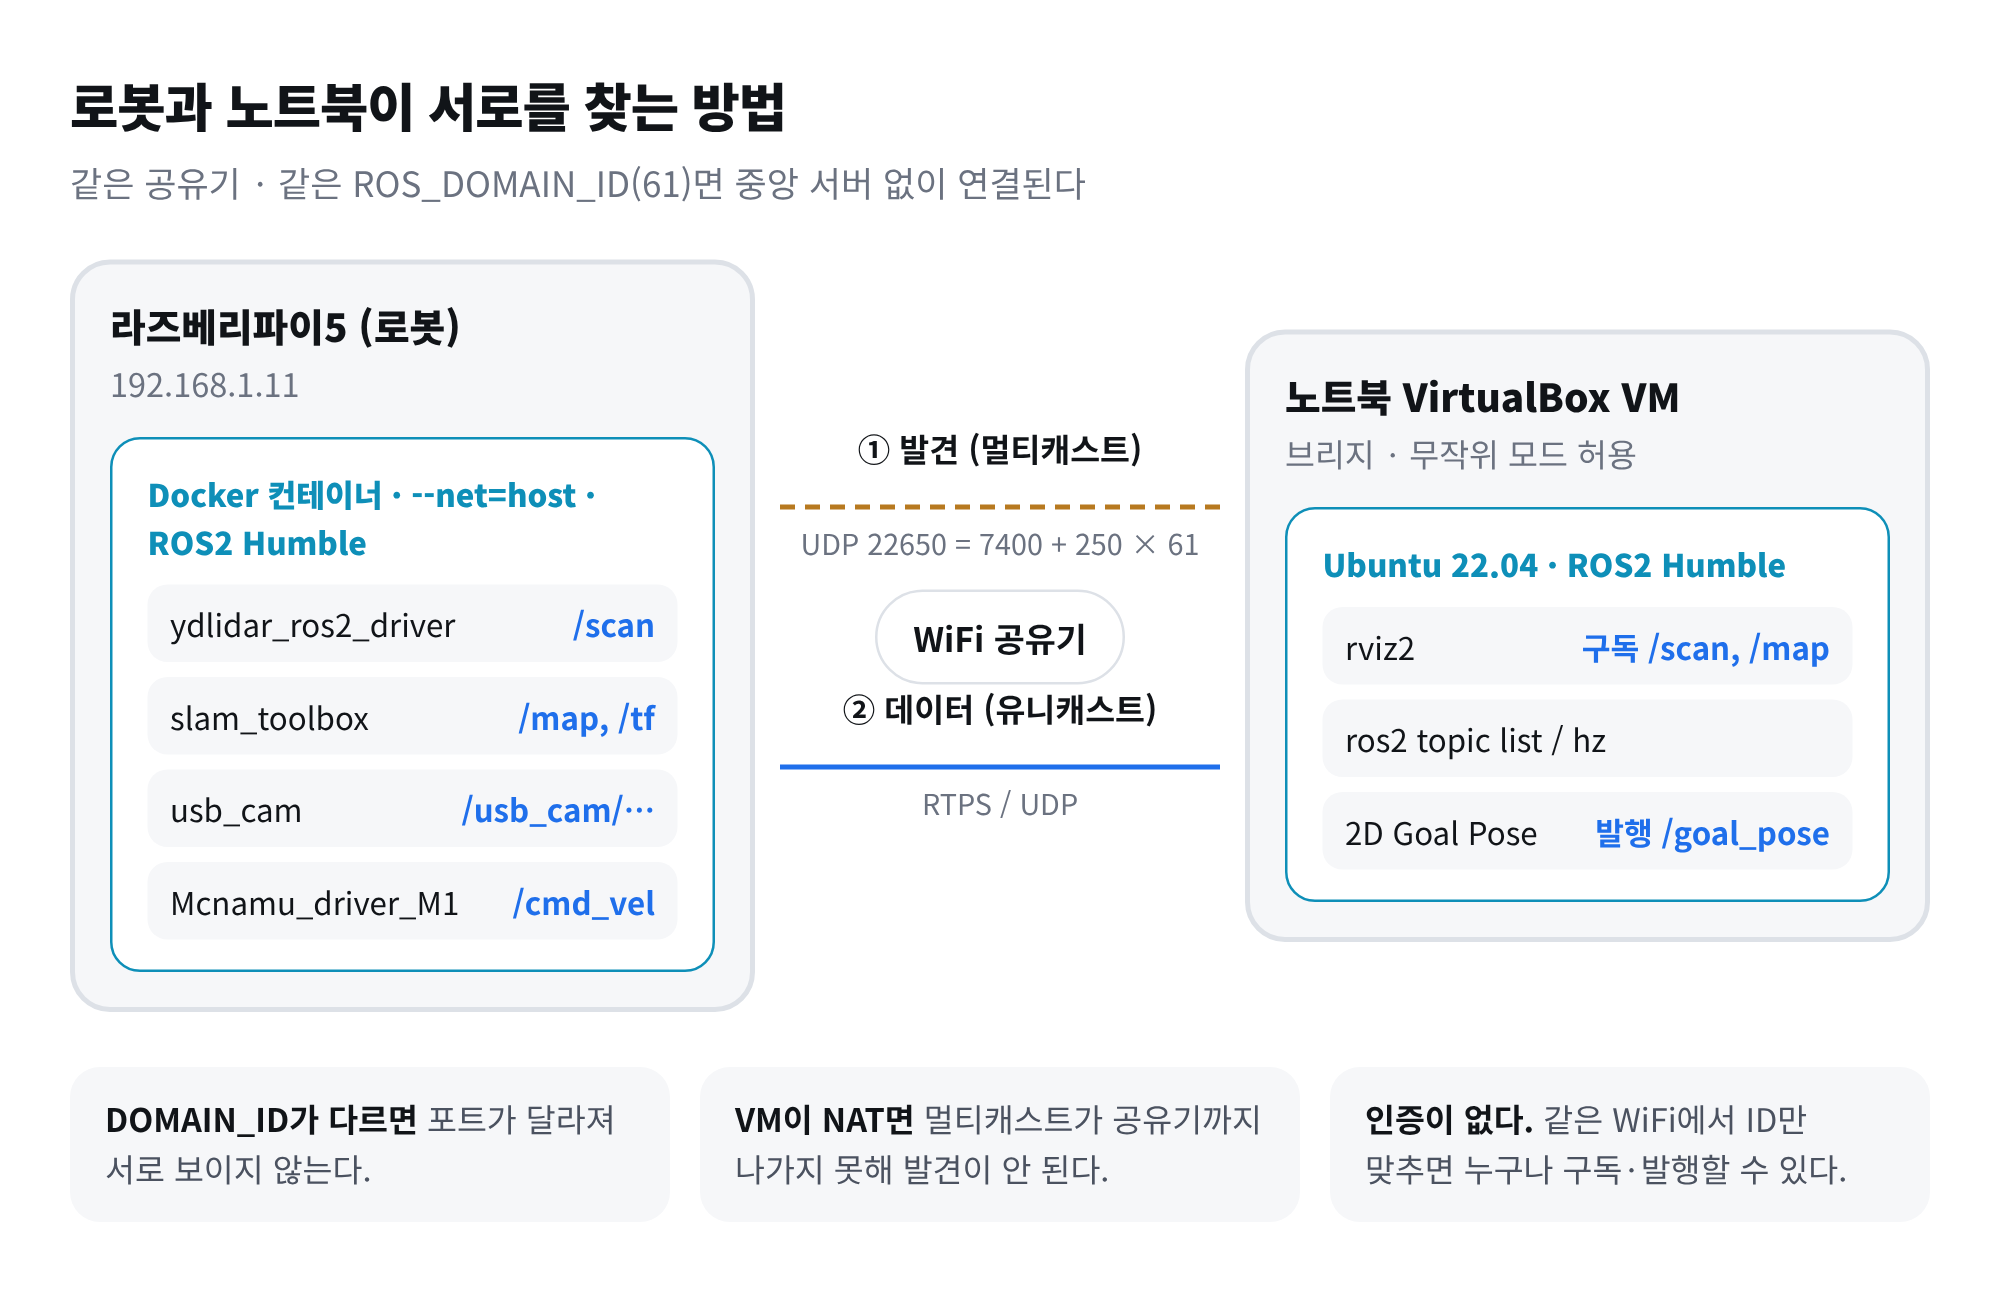 로봇과 노트북이 서로를 찾는 방법
같은 공유기 · 같은 ROS_DOMAIN_ID(61)면 중앙 서버 없이 연결된다
라즈베리파이5 (로봇)
192.168.1.11
Docker 컨테이너 · --net=host ·
ROS2 Humble
ydlidar_ros2_driver /scan
slam_toolbox /map, /tf
usb_cam /usb_cam/…
Mcnamu_driver_M1 /cmd_vel
① 발견 (멀티캐스트)
UDP 22650 = 7400 + 250 × 61
WiFi 공유기
② 데이터 (유니캐스트)
RTPS / UDP
노트북 VirtualBox VM
브리지 · 무작위 모드 허용
Ubuntu 22.04 · ROS2 Humble
rviz2 구독 /scan, /map
ros2 topic list / hz
2D Goal Pose 발행 /goal_pose
DOMAIN_ID가 다르면 포트가 달라져
서로 보이지 않는다.
VM이 NAT면 멀티캐스트가 공유기까지
나가지 못해 발견이 안 된다.
인증이 없다. 같은 WiFi에서 ID만
맞추면 누구나 구독·발행할 수 있다.